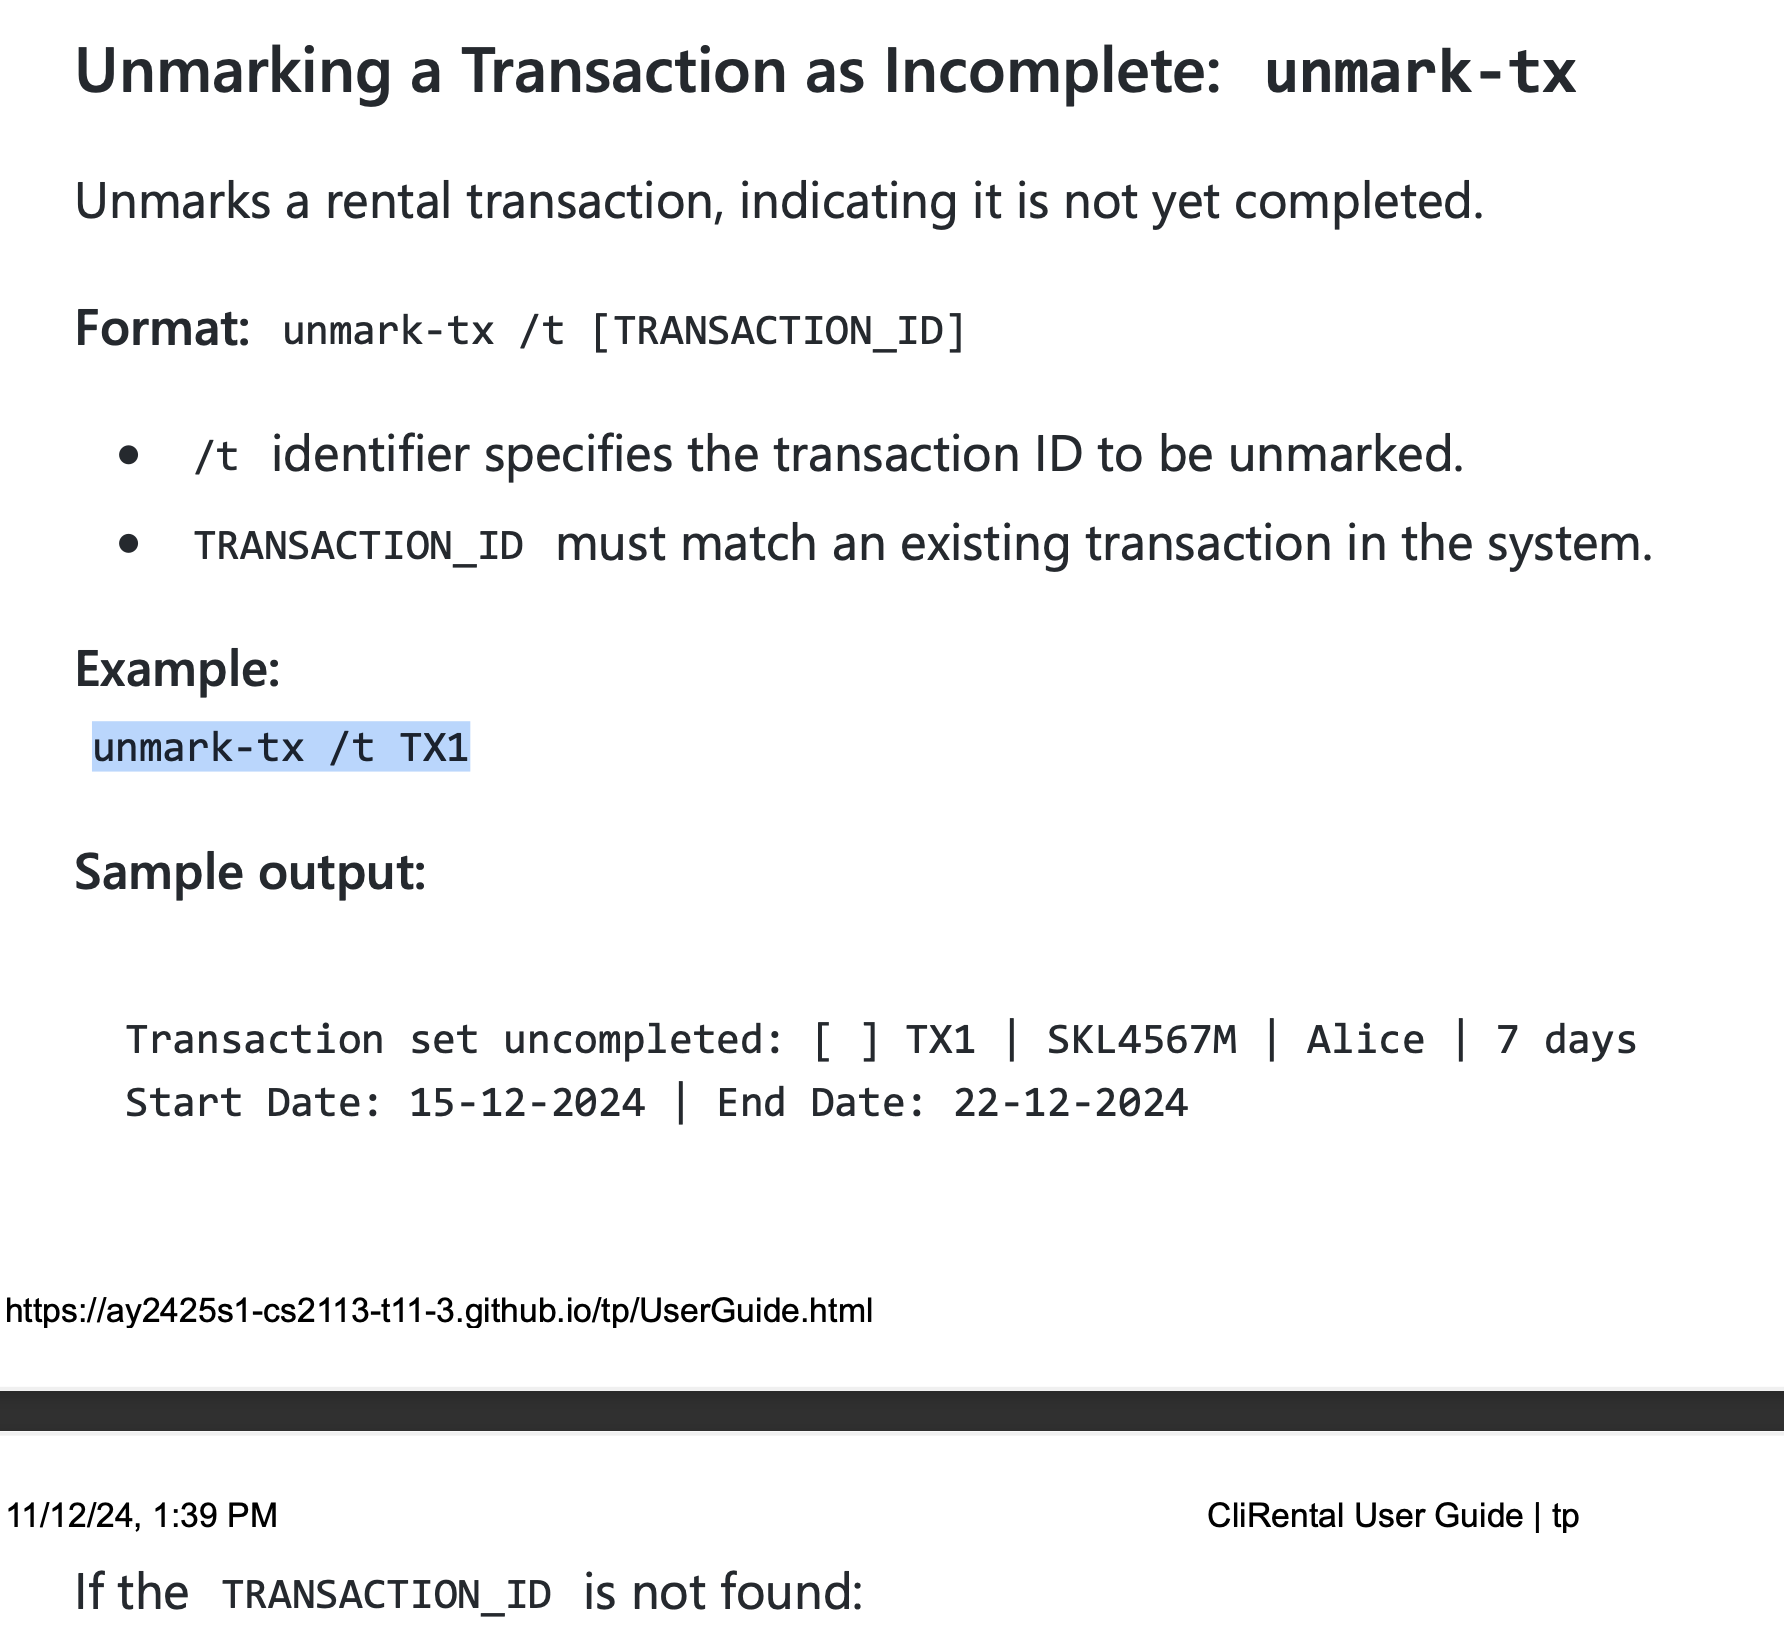 Unmarking a Transaction as Incomplete: unmark-tx
Unmarks a rental transaction, indicating it is not yet completed.
Format: unmark-tx /t [TRANSACTION_ID]
• /t identifier specifies the transaction ID to be unmarked.
• TRANSACTION_ID must match an existing transaction in the system.
Example:
unmark-tx /t TX1
Sample output:
Transaction set uncompleted: [ ] TX1 | SKL4567M | Alice | 7 days
Start Date: 15-12-2024 | End Date: 22-12-2024
https://ay2425s1-cs2113-t11-3.github.io/tp/UserGuide.html
11/12/24, 1:39 PM CliRental User Guide | tp
If the TRANSACTION_ID is not found: